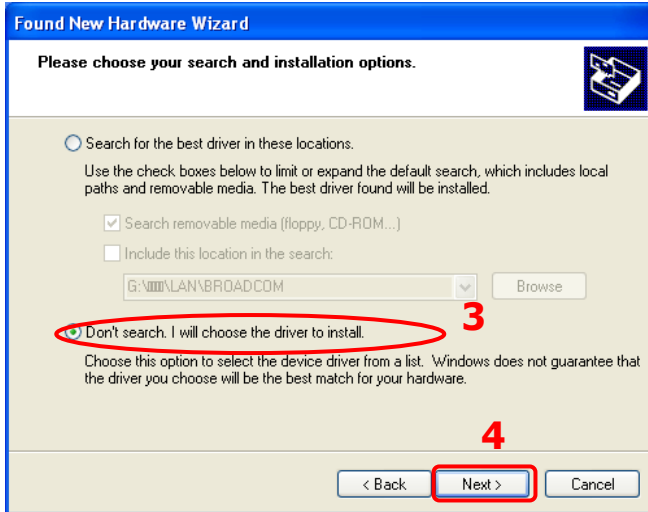 Found New Hardware Wizard
Please choose your search and installation options.
Search for the best driver in these locations.
Use the check boxes below to limit or expand the default search, which includes local
paths and removable media. The best driver found will be installed.
Search removable media (floppy, CD-ROM...)
Include this location in the search:
G:\LAN\BROADCOM
Browse
3
Don't search. I will choose the driver to install.
Choose this option to select the device driver from a list. Windows does not guarantee that
the driver you choose will be the best match for your hardware.
4
< Back Next > Cancel